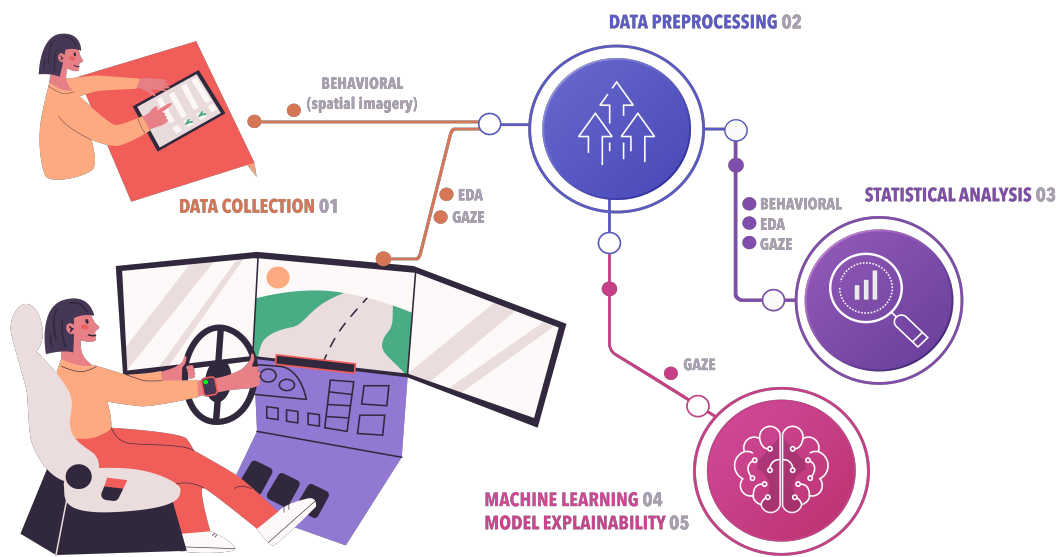 DATA PREPROCESSING 02
BEHAVIORAL
(spatial imagery)
DATA COLLECTION 01
EDA
GAZE
STATISTICAL ANALYSIS 03
BEHAVIORAL
EDA
GAZE
GAZE
MACHINE LEARNING 04
MODEL EXPLAINABILITY 05